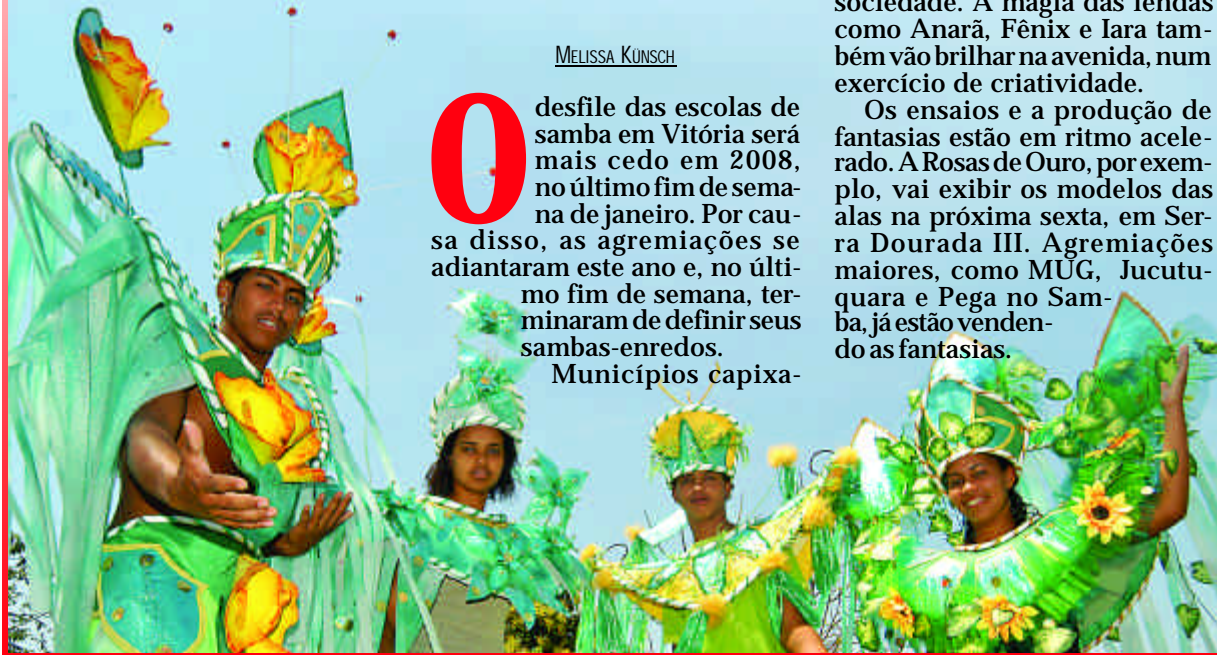 MELISSA KÜNSCH
O desfile das escolas de
samba em Vitória será
mais cedo em 2008,
no último fim de sema-
na de janeiro. Por cau-
sa disso, as agremiações se
adiantaram este ano e, no últi-
mo fim de semana, ter-
minaram de definir seus
sambas-enredos.
Municípios capixa-
sociedade. A magia das lendas
como Anarã, Fênix e Iara tam-
bém vão brilhar na avenida, num
exercício de criatividade.
Os ensaios e a produção de
fantasias estão em ritmo acele-
rado. A Rosas de Ouro, por exem-
plo, vai exibir os modelos das
alas na próxima sexta, em Ser-
ra Dourada III. Agremiações
maiores, como MUG, Jucutu-
quara e Pega no Sam-
ba, já estão venden-
do as fantasias.